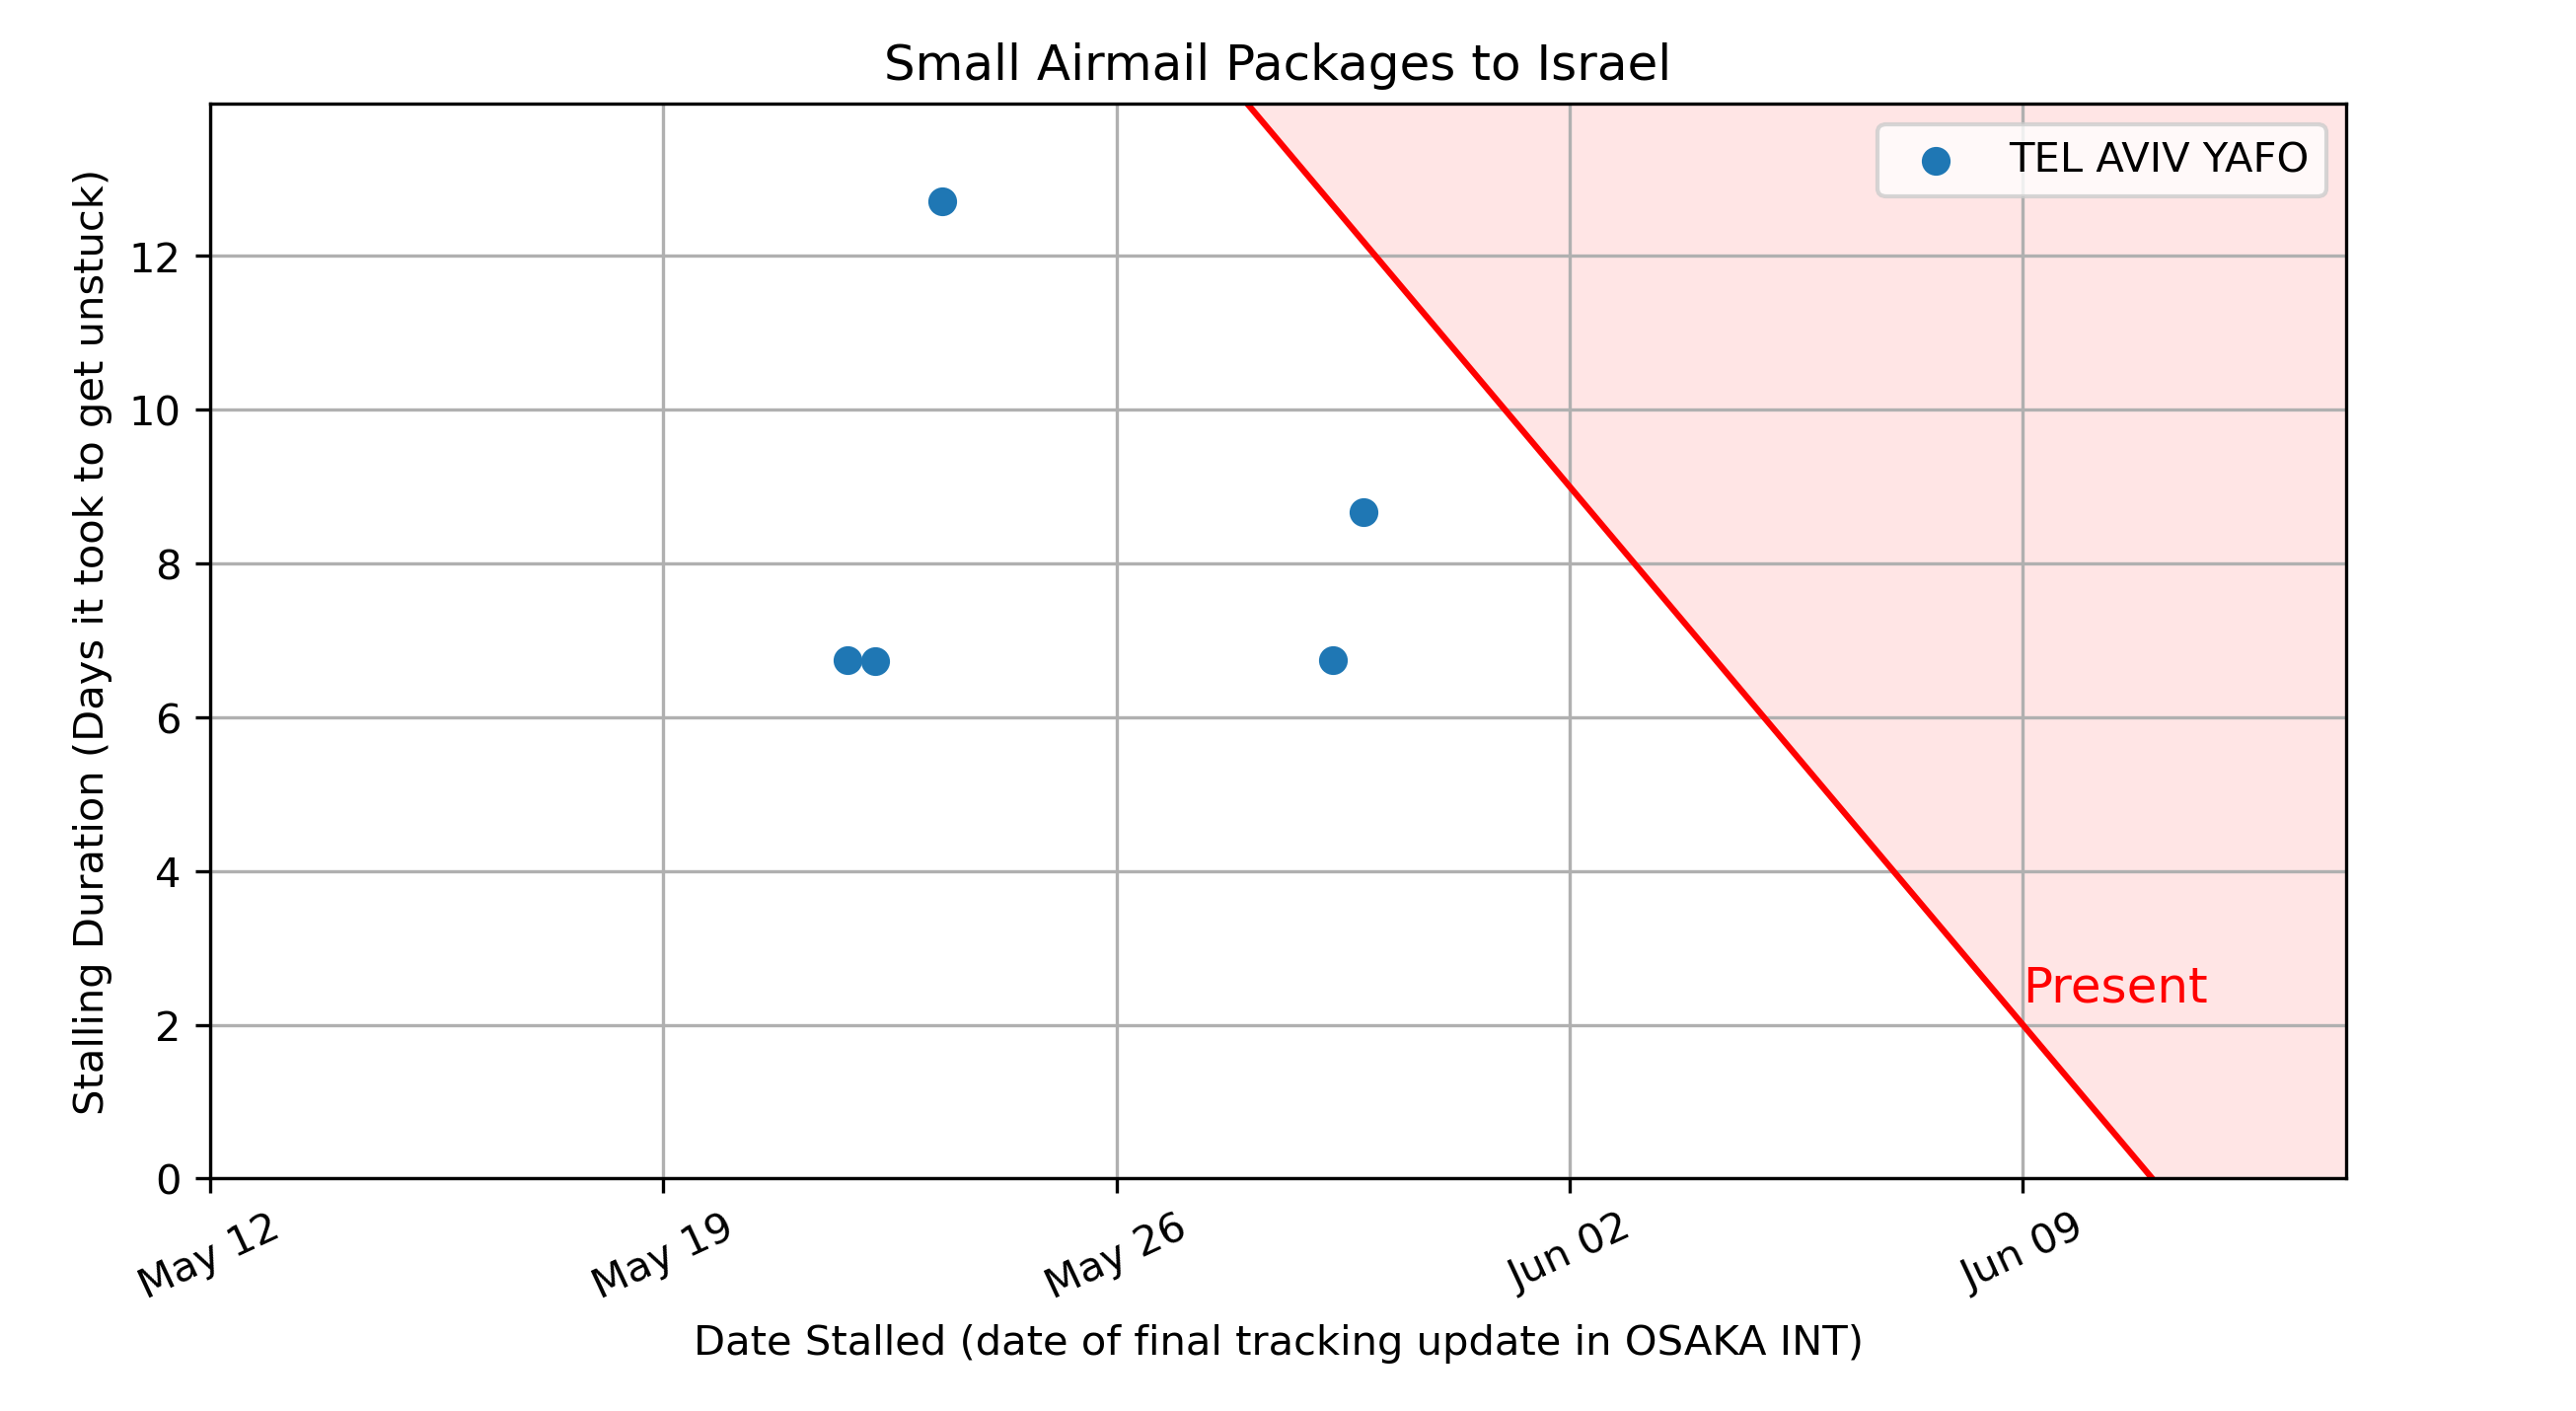 Small Airmail Packages to Israel
TEL AVIV YAFO
Stalling Duration (Days it took to get unstuck)
12
10
8
6
4
2
0
Present
May 12
May 19
May 26
Jun 02
Jun 09
Date Stalled (date of final tracking update in OSAKA INT)